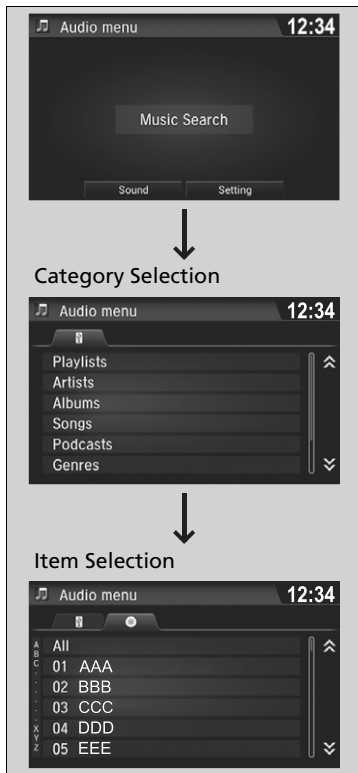 Audio menu 12:34
Music Search
Sound Setting
Category Selection
Audio menu 12:34
Playlists
Artists
Albums
Songs
Podcasts
Genres
Item Selection
Audio menu 12:34
A
B
C
All
01 AAA
02 BBB
03 CCC
X
Y
Z
04 DDD
05 EEE